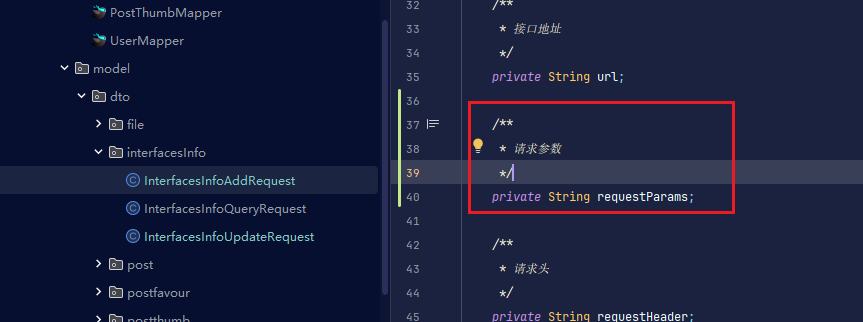 PostThumbMapper
UserMapper
model
dto
file
interfacesInfo
InterfacesInfoAddRequest
InterfacesInfoQueryRequest
InterfacesInfoUpdateRequest
post
postfavour
postthumb
32 /**
33 * 接口地址
34 */
35 private String url;
36
37 /**
38 * 请求参数
39 */
40 private String requestParams;
41
42 /**
43 * 请求头
44 */
45 private String requestHeader;